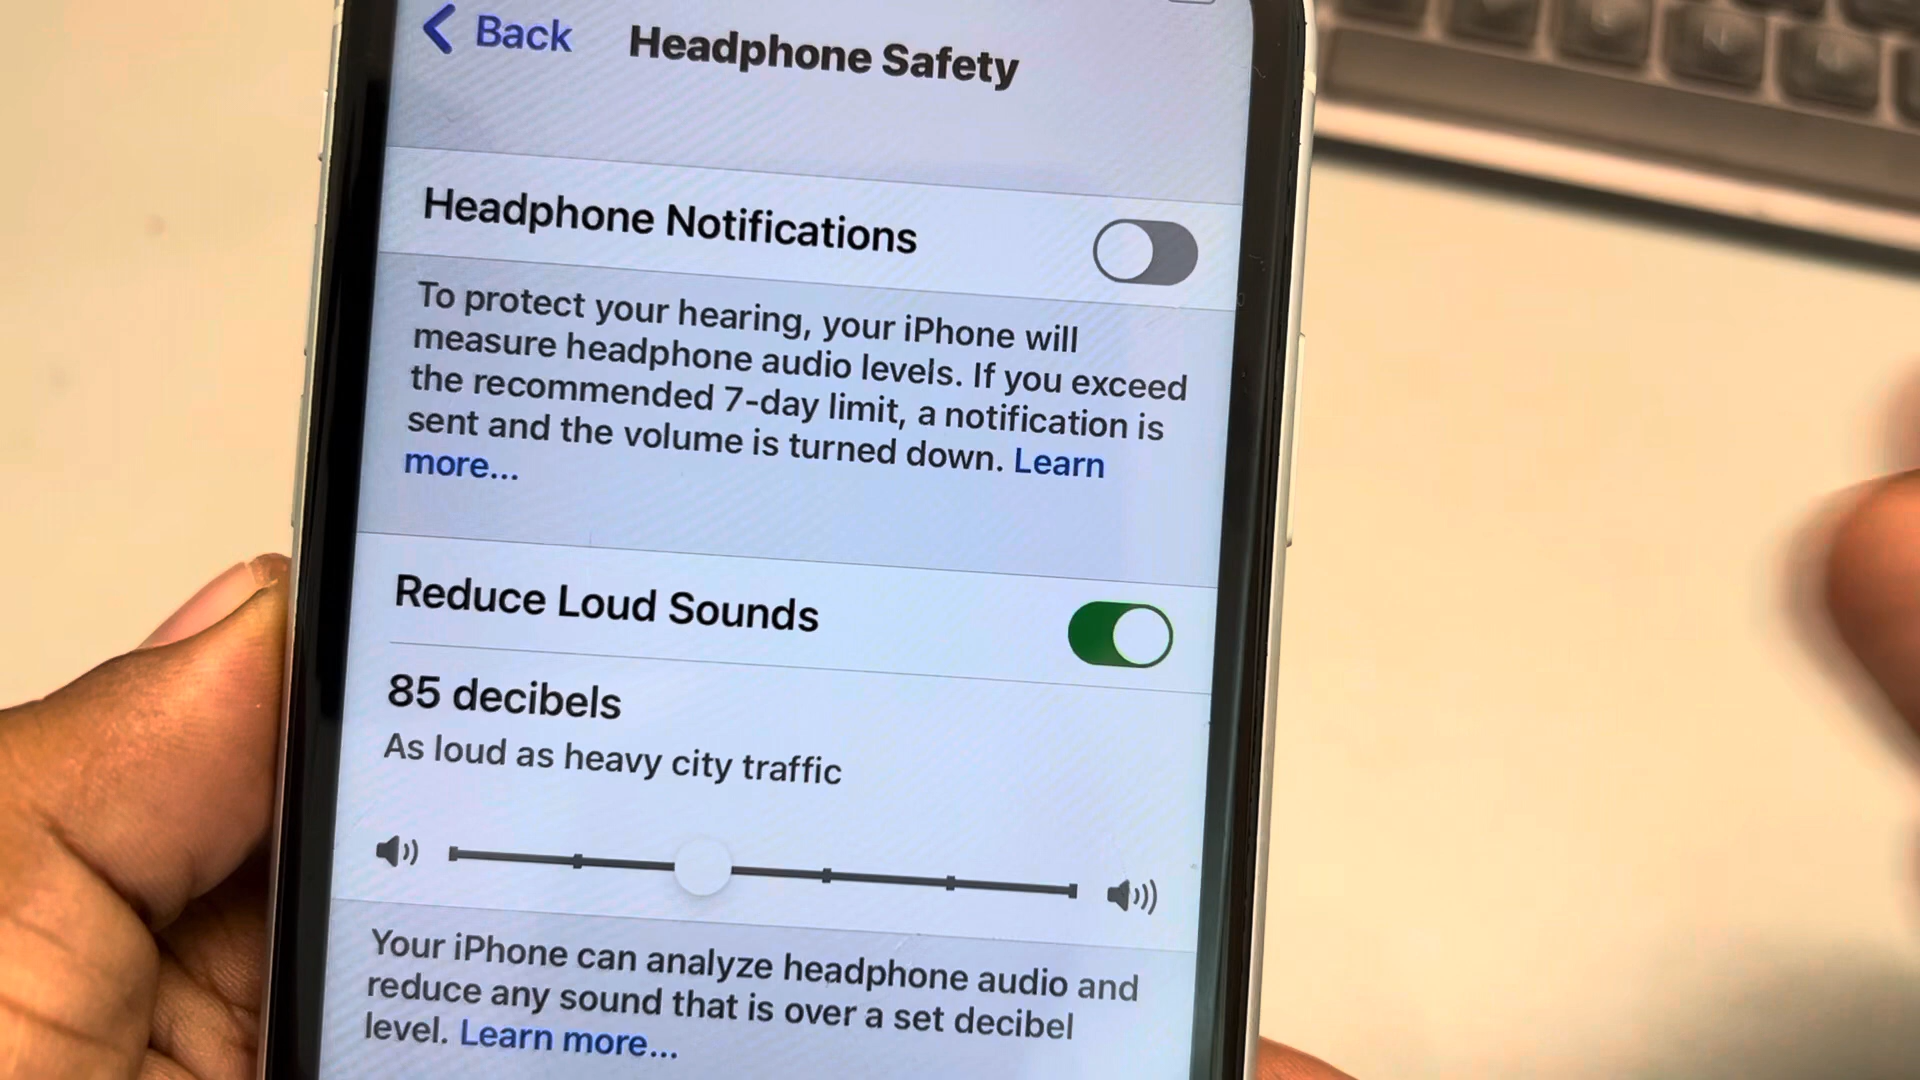 Back
Headphone Safety
Headphone Notifications
To protect your hearing, your iPhone will
measure headphone audio levels. If you exceed
the recommended 7-day limit, a notification is
sent and the volume is turned down. Learn
more...
Reduce Loud Sounds
85 decibels
As loud as heavy city traffic
Your iPhone can analyze headphone audio and
reduce any sound that is over a set decibel
level. Learn more...